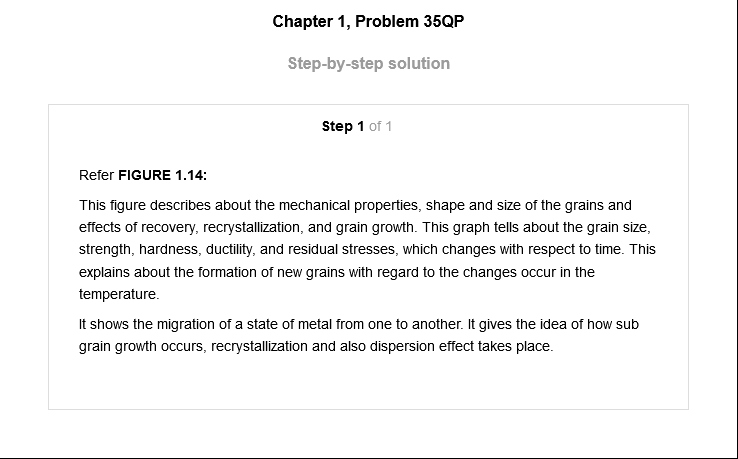 Chapter 1, Problem 35QP
Step-by-step solution
Step 1 of 1
Refer FIGURE 1.14:
This figure describes about the mechanical properties, shape and size of the grains and
effects of recovery, recrystallization, and grain growth. This graph tells about the grain size,
strength, hardness, ductility, and residual stresses, which changes with respect to time. This
explains about the formation of new grains with regard to the changes occur in the
temperature.
It shows the migration of a state of metal from one to another. It gives the idea of how sub
grain growth occurs, recrystallization and also dispersion effect takes place.